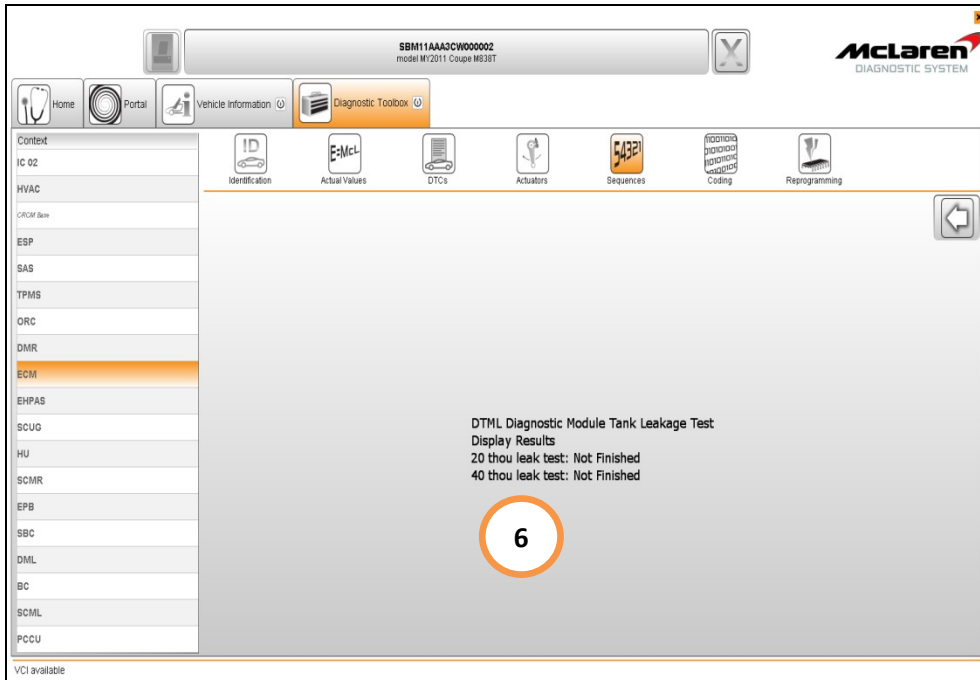 SBM11AAA3CW000002
model MY2011 Coupe M838T
McLaren
DIAGNOSTIC SYSTEM
Home
Portal
Vehicle Information
Diagnostic Toolbox
Context
IC 02
HVAC
CRCM Base
ESP
SAS
TPMS
ORC
DMR
ECM
EHPAS
SCUG
HU
SCMR
EPB
SBC
DML
BC
SCML
PCCU
ID
Identification
E=McL
Actual Values
DTCs
Actuators
54321
Sequences
Coding
Reprogramming
DTML Diagnostic Module Tank Leakage Test
Display Results
20 thou leak test: Not Finished
40 thou leak test: Not Finished
6
VCI available